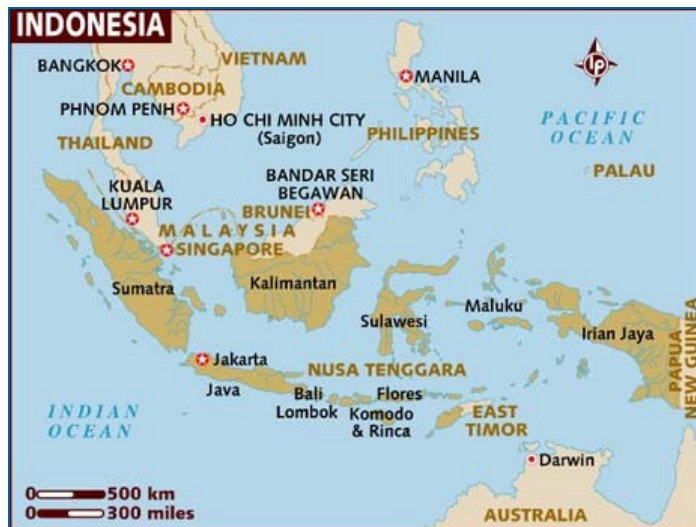 INDONESIA
VIETNAM
BANGKOK
MANILA
CAMBODIA
PHNOM PENH
HO CHI MINH CITY
(Saigon)
THAILAND
PHILIPPINES
PACIFIC
OCEAN
PALAU
lp
KUALA
LUMPUR
BANDAR SERI
BEGAWAN
BRUNEI
MALAYSIA
SINGAPORE
Sumatra
Kalimantan
Sulawesi
Maluku
Irian Jaya
PAPUA
NEW GUINEA
Jakarta
Java
NUSA TENGGARA
Bali
Lombok
Flores
Komodo
& Rinca
EAST
TIMOR
INDIAN
OCEAN
Darwin
AUSTRALIA
0 500 km
0 300 miles